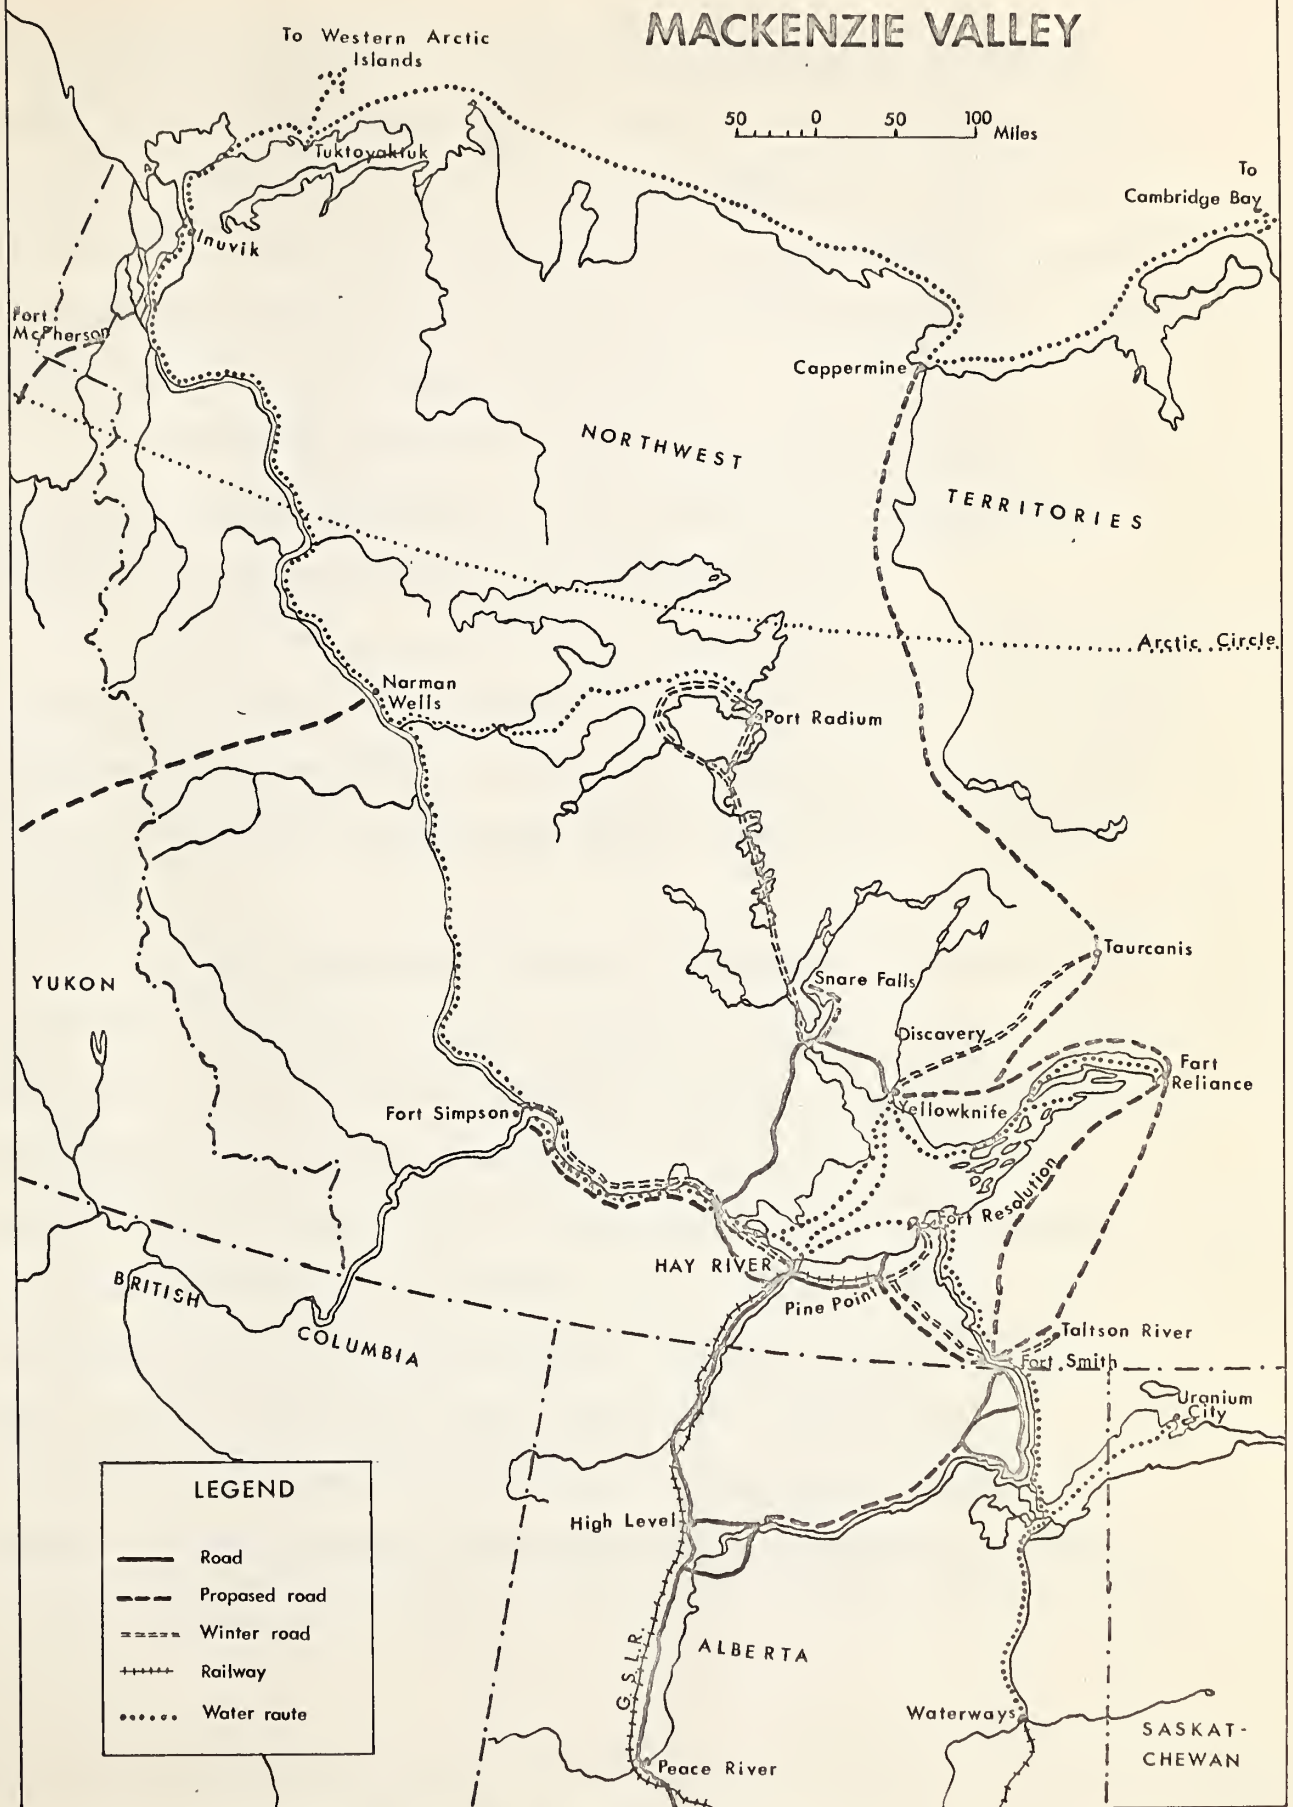 MACKENZIE VALLEY
To Western Arctic
Islands
50 0 50 100
Miles
Tuktoyaktuk
To
Cambridge Bay
Inuvik
Fort
McPherson
Cappermine
NORTHWEST
TERRITORIES
Arctic Circle
Narman
Wells
Port Radium
Taurcanis
YUKON
Snare Falls
Discavery
Fart
Reliance
Fort Simpson
Yellowknife
Fort Resolution
HAY RIVER
BRITISH
COLUMBIA
Pine Point
Taltson River
Fort Smith
Uranium
City
LEGEND
Road
Prapased road
Winter road
Railway
Water raute
High Level
G.S.L.R.
ALBERTA
Waterways
SASKAT-
CHEWAN
Peace River